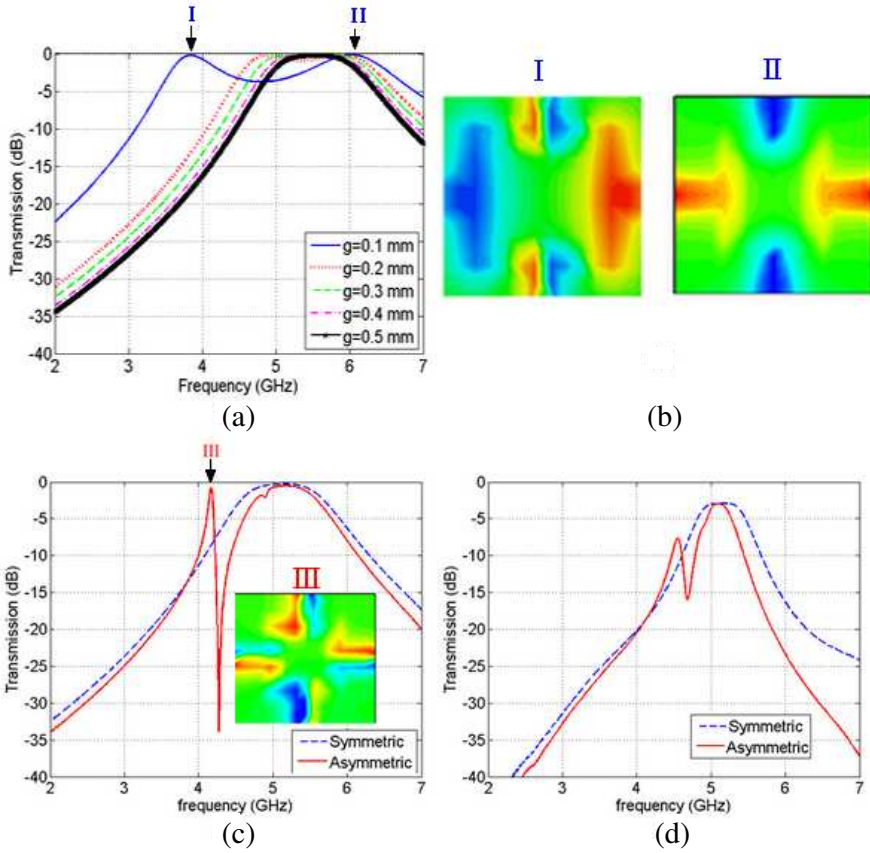 I
II
0
-5
-10
-15
-20
-25
-30
-35
-40
Transmission (dB)
g=0.1 mm
g=0.2 mm
g=0.3 mm
g=0.4 mm
g=0.5 mm
2 3 4 5 6 7
Frequency (GHz)
(a)
I
II
(b)
III
0
-5
-10
-15
-20
-25
-30
-35
-40
Transmission (dB)
III
Symmetric
Asymmetric
2 3 4 5 6 7
frequency (GHz)
(c)
0
-5
-10
-15
-20
-25
-30
-35
-40
Transmission (dB)
Symmetric
Asymmetric
2 3 4 5 6 7
frequency (GHz)
(d)